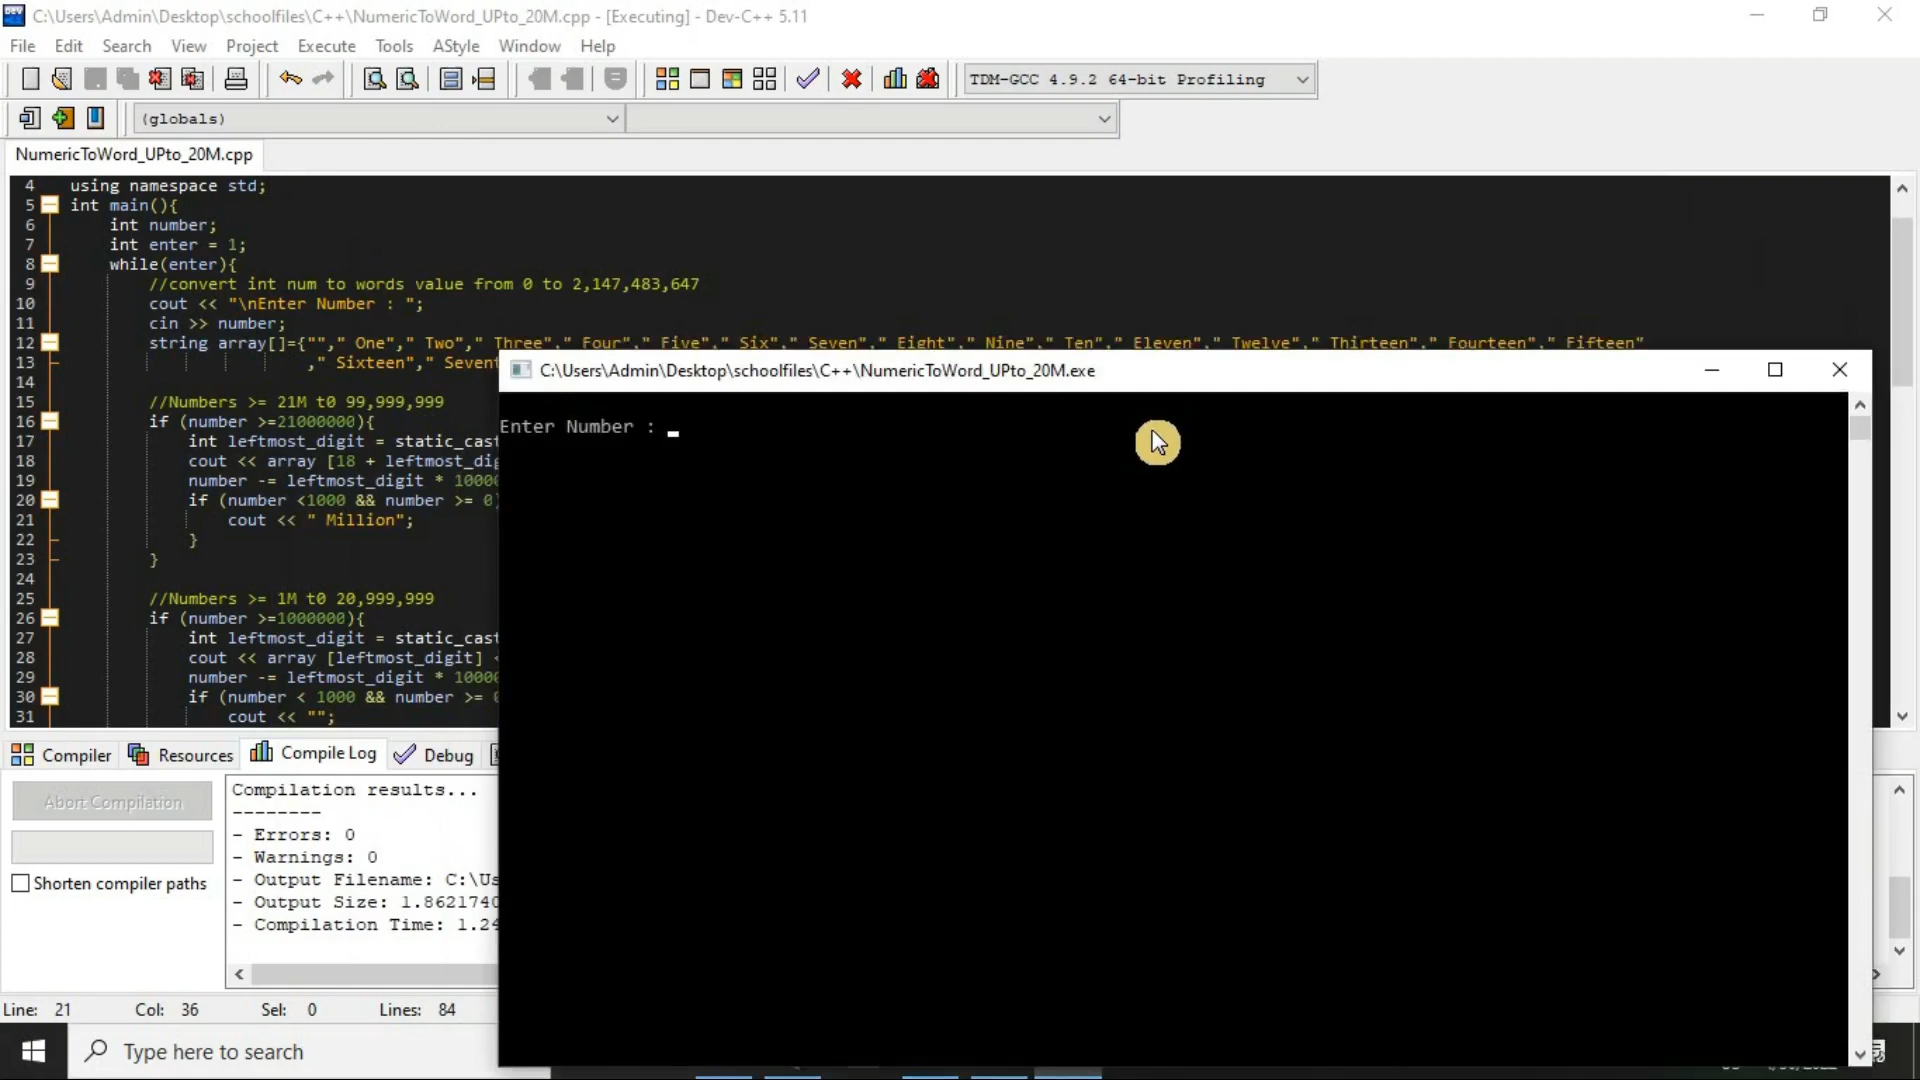 C:\Users\Admin\Desktop\schoolfiles\C++\NumericToWord_UPto_20M.cpp - [Executing] - Dev-C++ 5.11
File Edit Search View Project Execute Tools AStyle Window Help
TDM-GCC 4.9.2 64-bit Profiling
(globals)
NumericToWord_UPto_20M.cpp
4 using namespace std;
5 int main(){
6 int number;
7 int enter = 1;
8 while(enter){
9 //convert int num to words value from 0 to 2,147,483,647
10 cout << "\nEnter Number : ";
11 cin >> number;
12 string array[]={""," One"," Two"," Three"," Four"," Five"," Six"," Seven"," Eight"," Nine"," Ten"," Eleven"," Twelve"," Thirteen"," Fourteen"," Fifteen"
13 ," Sixteen"," Sevent
14
15 //Numbers >= 21M t0 99,999,999
16 if (number >=21000000){
17 int leftmost_digit = static_cast
18 cout << array [18 + leftmost_dig
19 number -= leftmost_digit * 10000
20 if (number <1000 && number >= 0)
21 cout << " Million";
22 }
23 }
24
25 //Numbers >= 1M t0 20,999,999
26 if (number >=1000000){
27 int leftmost_digit = static_cast
28 cout << array [leftmost_digit] <
29 number -= leftmost_digit * 10000
30 if (number < 1000 && number >= 0
31 cout << "";
C:\Users\Admin\Desktop\schoolfiles\C++\NumericToWord_UPto_20M.exe
Enter Number :
Compiler Resources Compile Log Debug
Abort Compilation
Shorten compiler paths
Compilation results...
--------
- Errors: 0
- Warnings: 0
- Output Filename: C:\Us
- Output Size: 1.8621740
- Compilation Time: 1.24
Line: 21 Col: 36 Sel: 0 Lines: 84
Type here to search